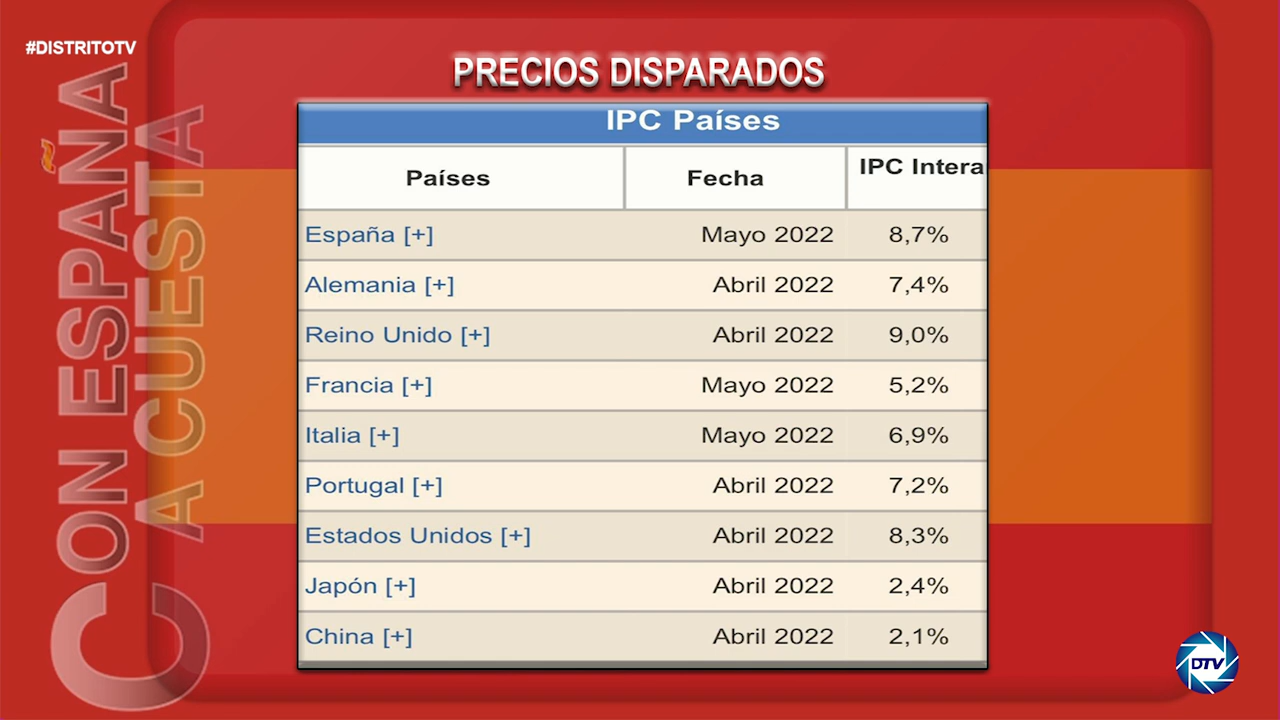 #DISTRITOTV
CON ESPAÑA
A CUESTA
PRECIOS DISPARADOS
IPC Países
Países Fecha IPC Intera
España [+] Mayo 2022 8,7%
Alemania [+] Abril 2022 7,4%
Reino Unido [+] Abril 2022 9,0%
Francia [+] Mayo 2022 5,2%
Italia [+] Mayo 2022 6,9%
Portugal [+] Abril 2022 7,2%
Estados Unidos [+] Abril 2022 8,3%
Japón [+] Abril 2022 2,4%
China [+] Abril 2022 2,1%
DTV